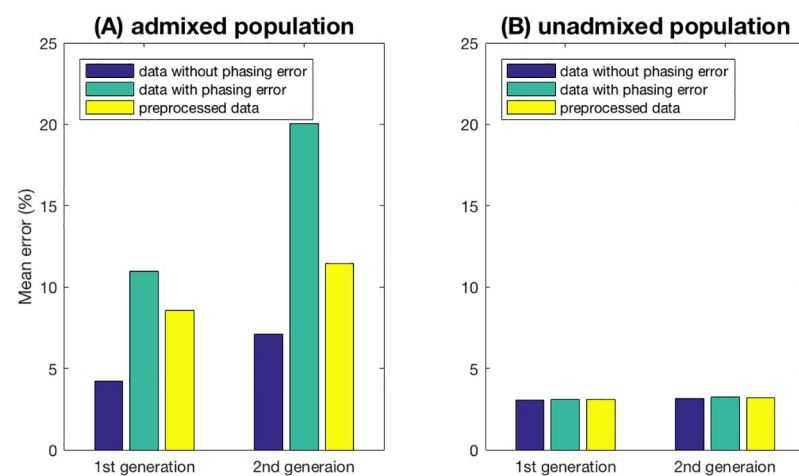 (A) admixed population
25
20
15
10
5
0
Mean error (%)
data without phasing error
data with phasing error
preprocessed data
1st generation
2nd generaion
(B) unadmixed population
25
20
15
10
5
0
data without phasing error
data with phasing error
preprocessed data
1st generation
2nd generaion